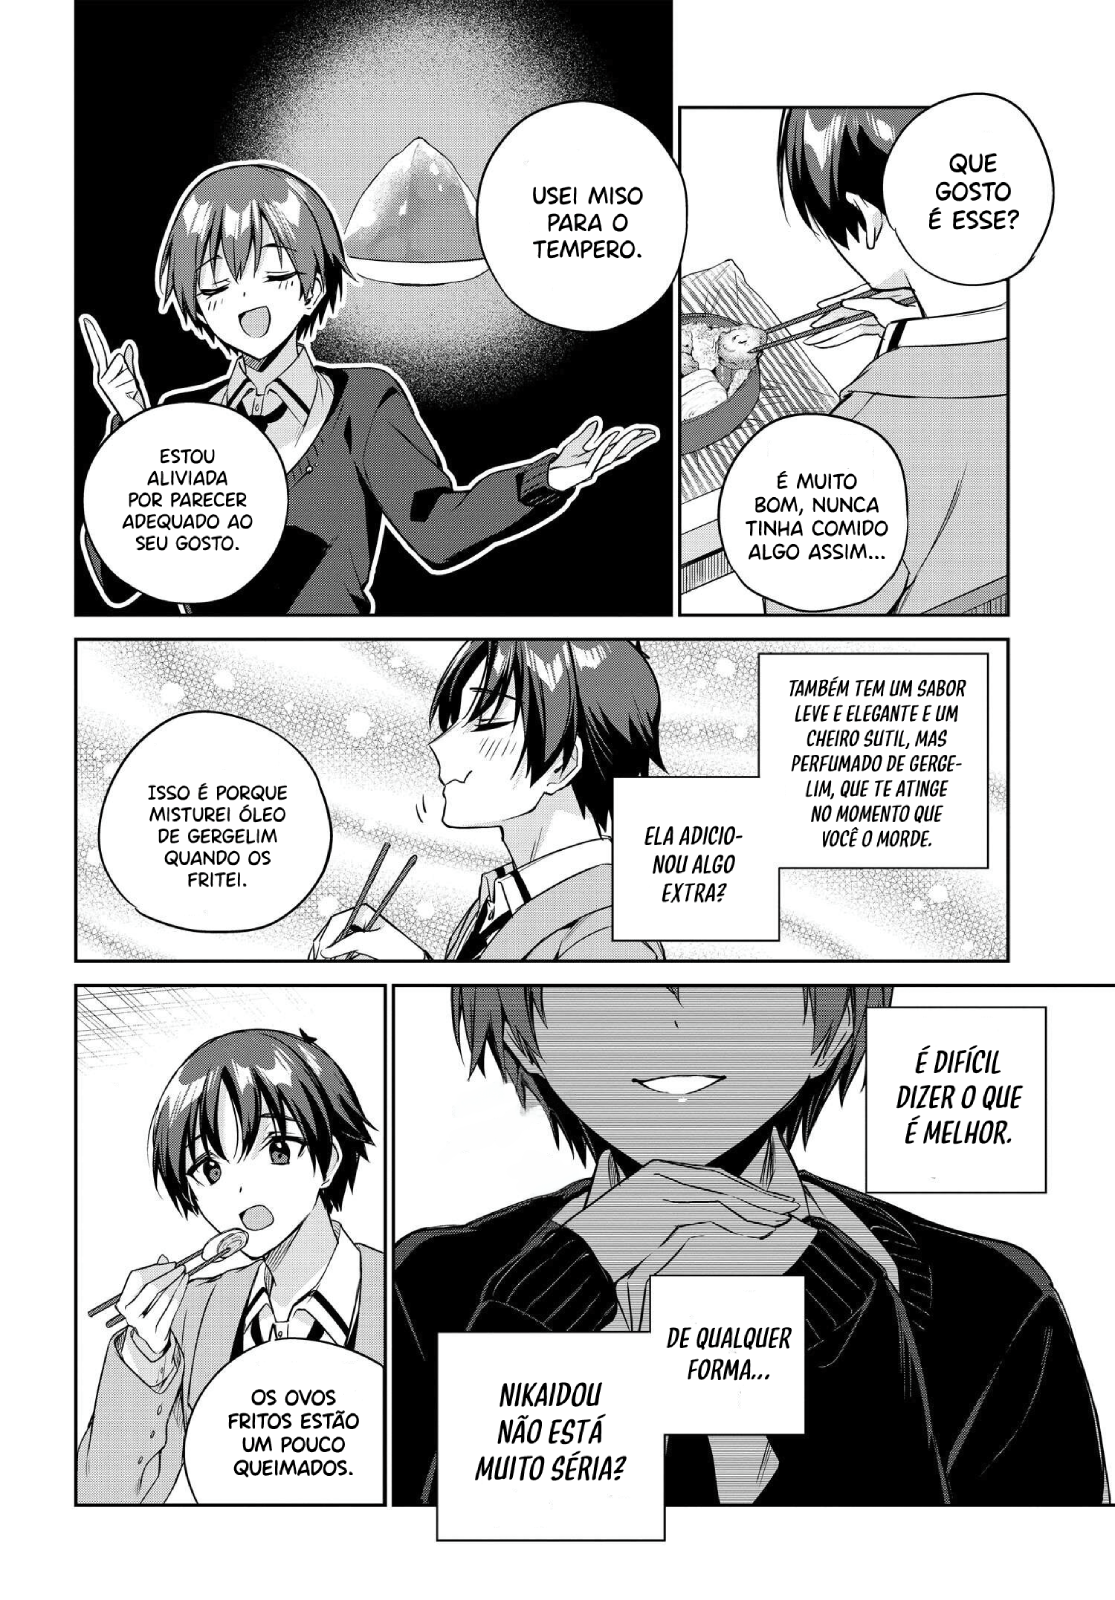 QUE
GOSTO
É ESSE?
É MUITO
BOM, NUNCA
TINHA COMIDO
ALGO ASSIM...
USEI MISO
PARA O
TEMPERO.
ESTOU
ALIVIADA
POR PARECER
ADEQUADO AO
SEU GOSTO.
TAMBÉM TEM UM SABOR
LEVE E ELEGANTE E UM
CHEIRO SUTIL, MAS
PERFUMADO DE GERGE-
LIM, QUE TE ATINGE
NO MOMENTO QUE
VOCÊ O MORDE.
ELA ADICIO-
NOU ALGO
EXTRA?
ISSO É PORQUE
MISTUREI ÓLEO
DE GERGELIM
QUANDO OS
FRITEI.
É DIFÍCIL
DIZER O QUE
É MELHOR.
DE QUALQUER
FORMA...
NIKAIDOU
NÃO ESTÁ
MUITO SÉRIA?
OS OVOS
FRITOS ESTÃO
UM POUCO
QUEIMADOS.